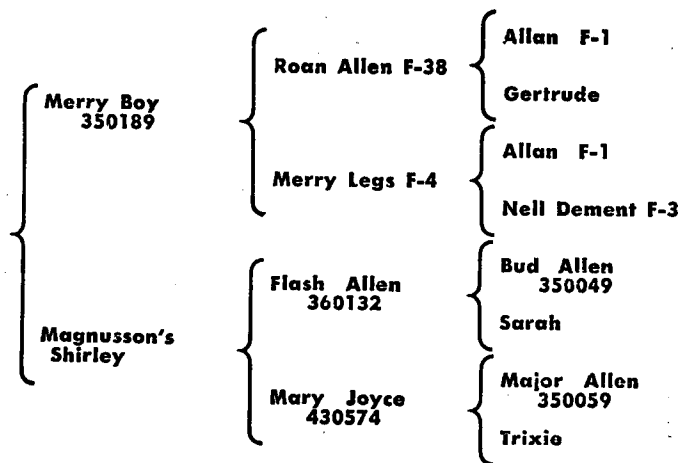 Merry Boy
350189
Magnusson's
Shirley
Roan Allen F-38
Merry Legs F-4
Flash Allen
360132
Mary Joyce
430574
Allan F-1
Gertrude
Allan F-1
Nell Dement F-3
Bud Allen
350049
Sarah
Major Allen
350059
Trixie